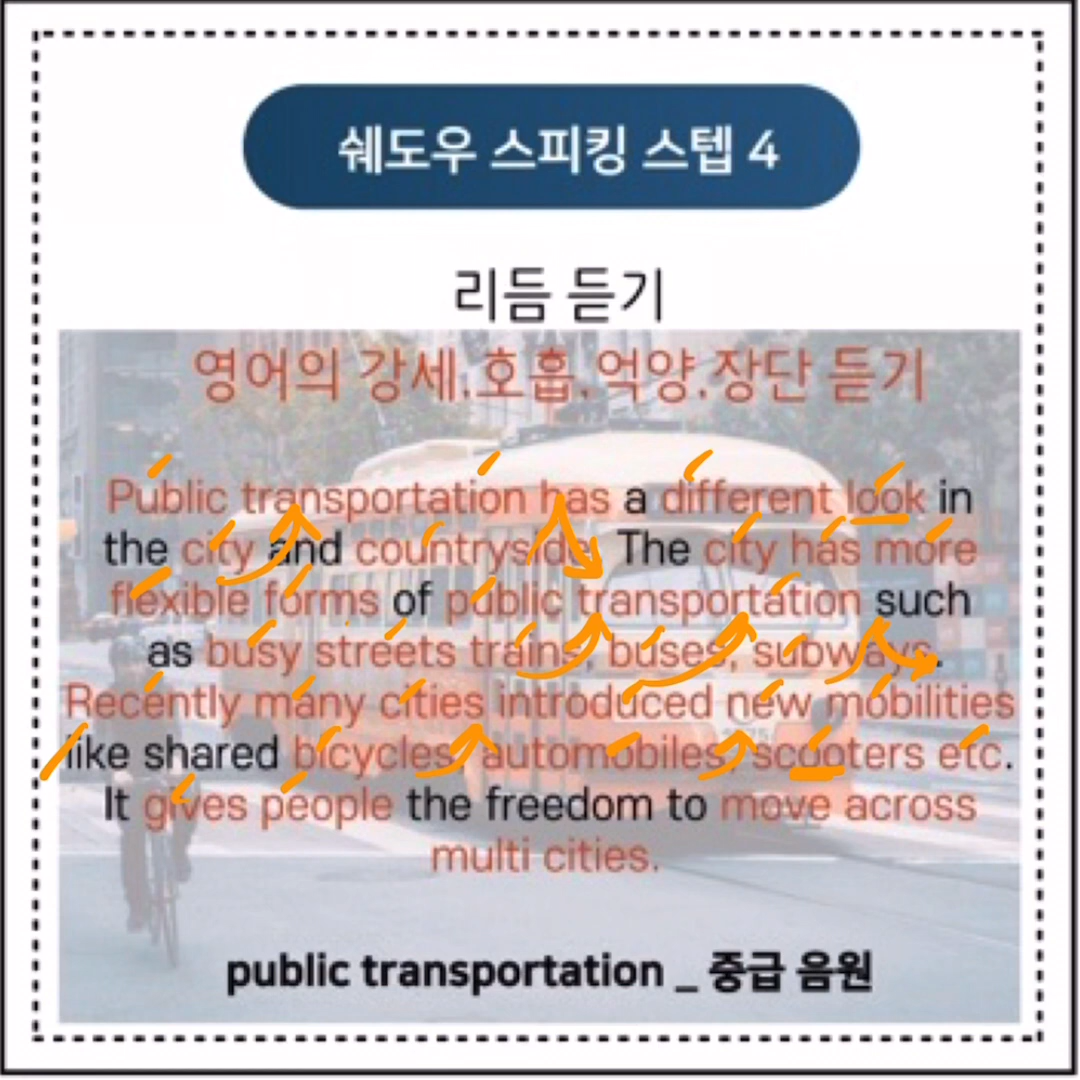 쉐도우 스피킹 스텝 4
리듬 듣기
영어의 강세.호흡.억양.장단 듣기
Public transportation has a different look in
the city and countryside. The city has more
flexible forms of public transportation such
as busy streets trains, buses, subways.
Recently many cities introduced new mobilities
like shared bicycles, automobiles, scooters etc.
It gives people the freedom to move across
multi cities.
public transportation _ 중급 음원